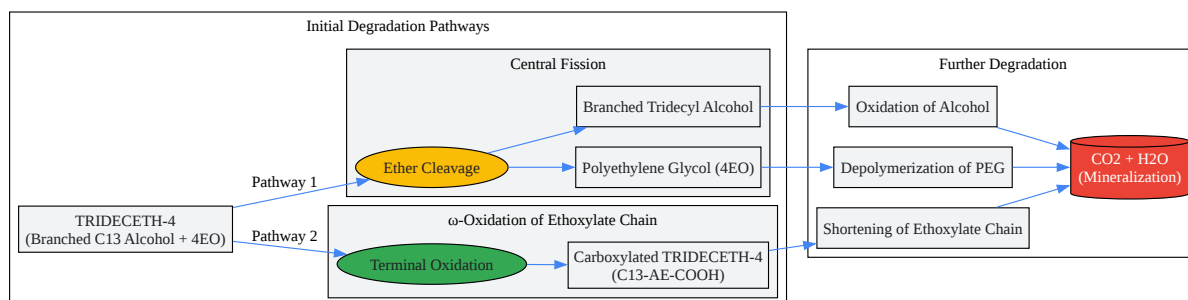 Initial Degradation Pathways
Central Fission
Further Degradation
Branched Tridecyl Alcohol
Oxidation of Alcohol
Ether Cleavage
Polyethylene Glycol (4EO)
Depolymerization of PEG
CO2 + H2O
(Mineralization)
Pathway 1
TRIDECETH-4
(Branched C13 Alcohol + 4EO)
Pathway 2
ω-Oxidation of Ethoxylate Chain
Shortening of Ethoxylate Chain
Terminal Oxidation
Carboxylated TRIDECETH-4
(C13-AE-COOH)